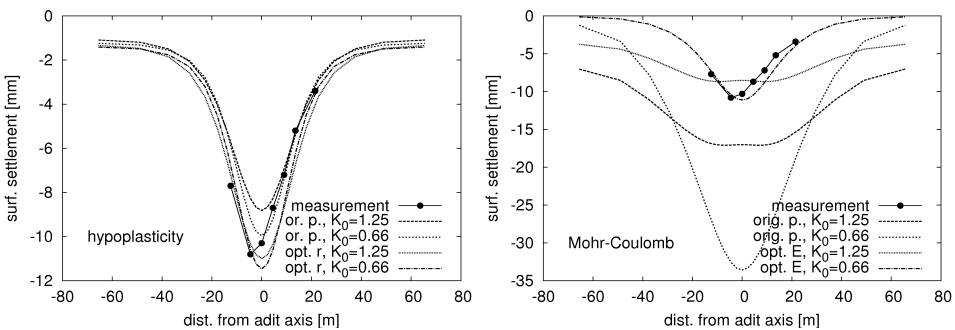 0
-2
-4
-6
-8
-10
-12
-80 -60 -40 -20 0 20 40 60 80
surf. settlement [mm]
dist. from adit axis [m]
hypoplasticity
measurement
or. p., K0=1.25
or. p., K0=0.66
opt. r, K0=1.25
opt. r, K0=0.66
0
-5
-10
-15
-20
-25
-30
-35
-80 -60 -40 -20 0 20 40 60 80
surf. settlement [mm]
dist. from adit axis [m]
Mohr-Coulomb
measurement
orig. p., K0=1.25
orig. p., K0=0.66
opt. E, K0=1.25
opt. E, K0=0.66